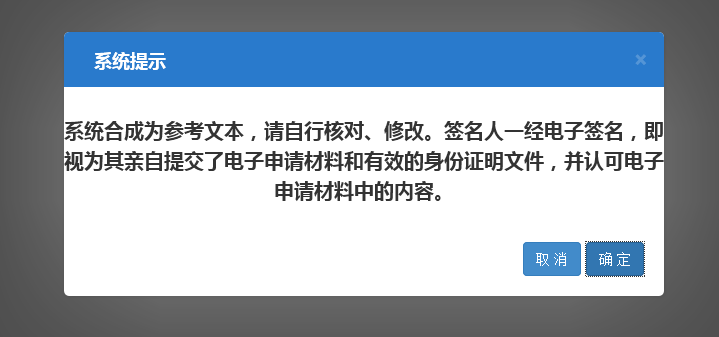 系统提示
×
系统合成为参考文本，请自行核对、修改。签名人一经电子签名，即
视为其亲自提交了电子申请材料和有效的身份证明文件，并认可电子
申请材料中的内容。
取消 确定